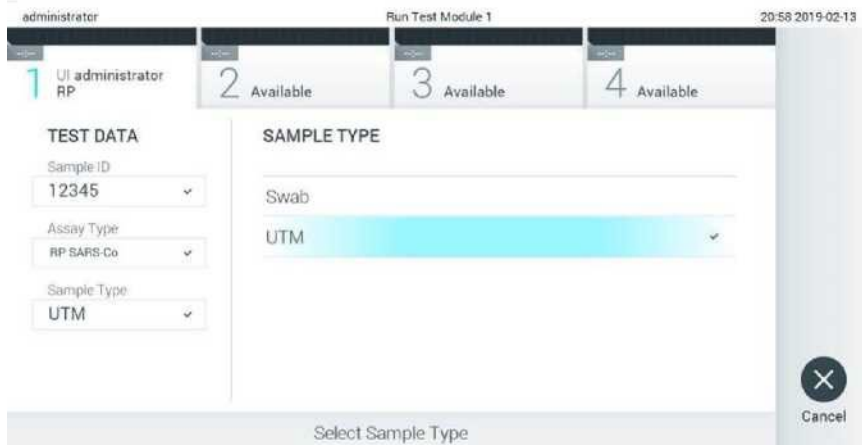 administrator Run Test Module 1 20:58 2019-02-13
--:-- --:-- --:-- --:--
1 UI administrator 2 Available 3 Available 4 Available
RP
TEST DATA SAMPLE TYPE
Sample ID
12345
Swab
Assay Type UTM
RP SARS-Co
Sample Type
UTM
Cancel
Select Sample Type